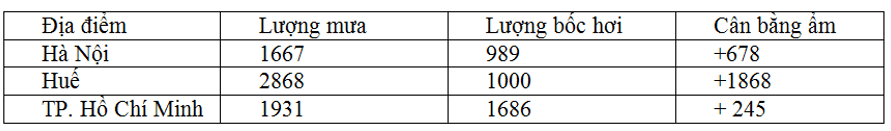 Địa điểm Lượng mưa Lượng bốc hơi Cân bằng ẩm
Hà Nội 1667 989 +678
Huế 2868 1000 +1868
TP. Hồ Chí Minh 1931 1686 + 245